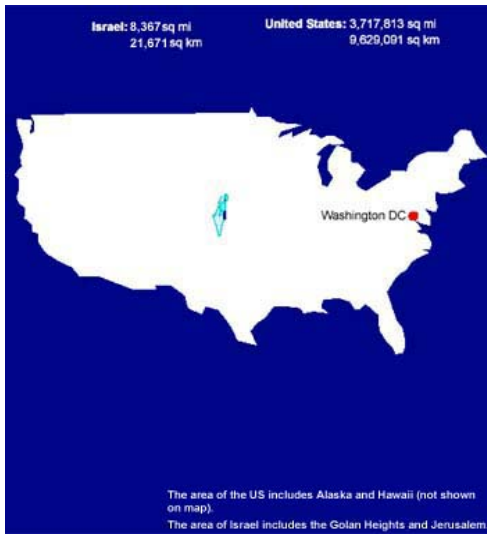 Israel: 8,367 sq mi
21,671 sq km
United States: 3,717,813 sq mi
9,629,091 sq km
Washington DC
The area of the US includes Alaska and Hawaii (not shown
on map).
The area of Israel includes the Golan Heights and Jerusalem.